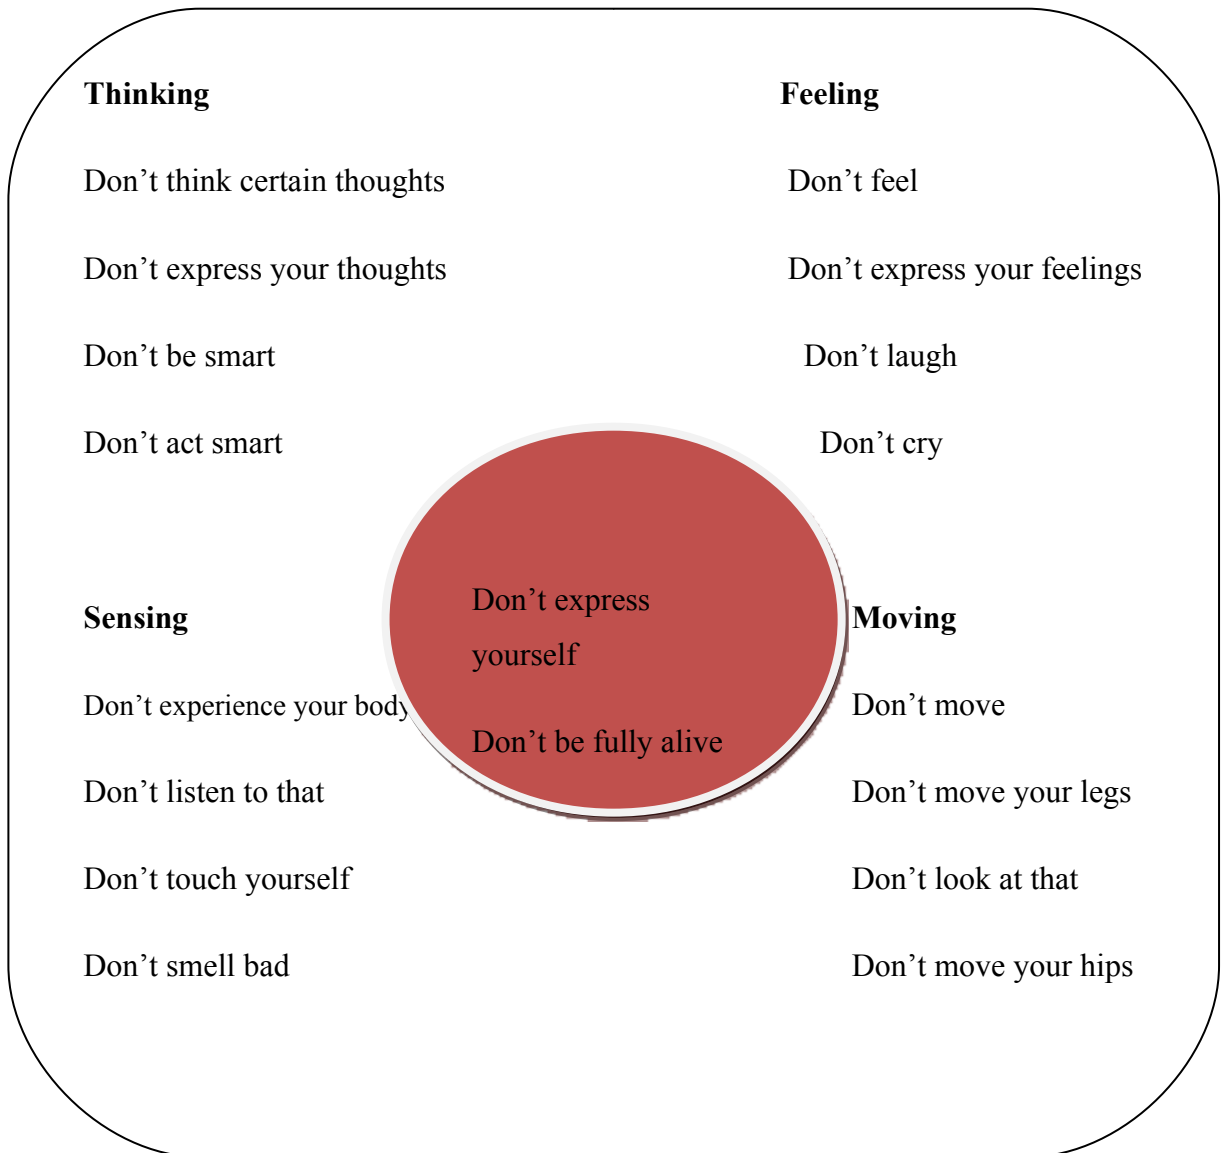 Thinking
Feeling
Don’t think certain thoughts
Don’t feel
Don’t express your thoughts
Don’t express your feelings
Don’t be smart
Don’t laugh
Don’t act smart
Don’t cry
Don’t express
yourself
Don’t be fully alive
Sensing
Moving
Don’t experience your body
Don’t move
Don’t listen to that
Don’t move your legs
Don’t touch yourself
Don’t look at that
Don’t smell bad
Don’t move your hips